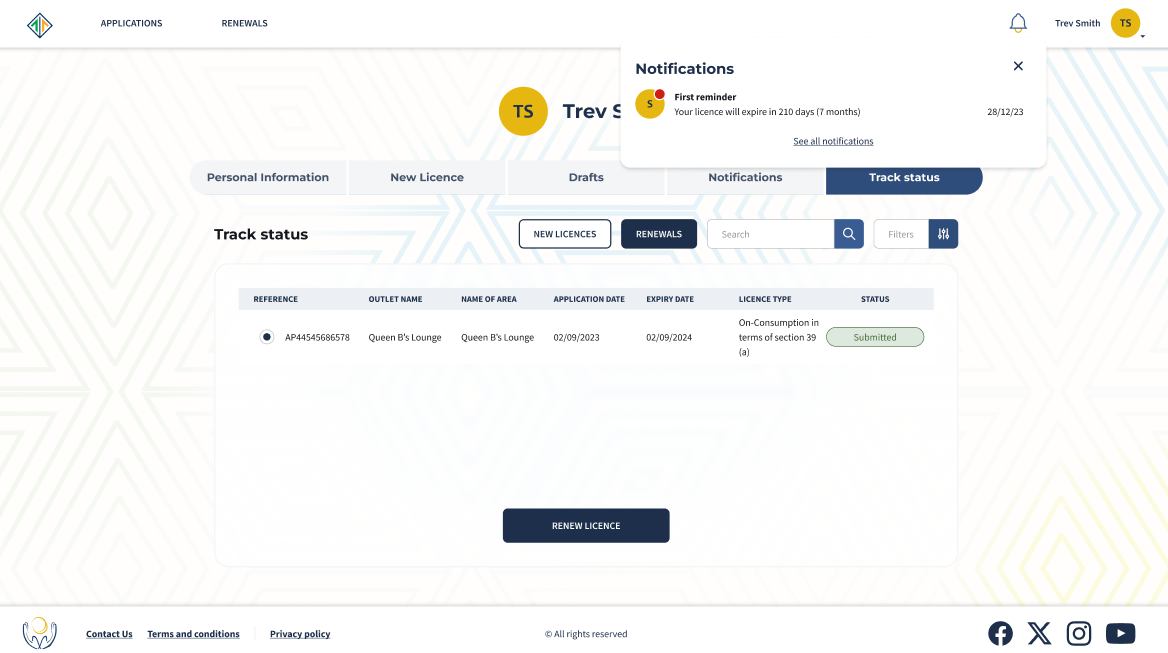 APPLICATIONS
RENEWALS
Trev Smith
TS
Notifications
S
First reminder
Your licence will expire in 210 days (7 months)
28/12/23
See all notifications
TS
Trev S
Personal Information
New Licence
Drafts
Notifications
Track status
Track status
NEW LICENCES
RENEWALS
Search
Filters
REFERENCE
OUTLET NAME
NAME OF AREA
APPLICATION DATE
EXPIRY DATE
LICENCE TYPE
STATUS
AP44545686578
Queen B's Lounge
Queen B's Lounge
02/09/2023
02/09/2024
On-Consumption in
terms of section 39
(a)
Submitted
RENEW LICENCE
Contact Us
Terms and conditions
Privacy policy
© All rights reserved